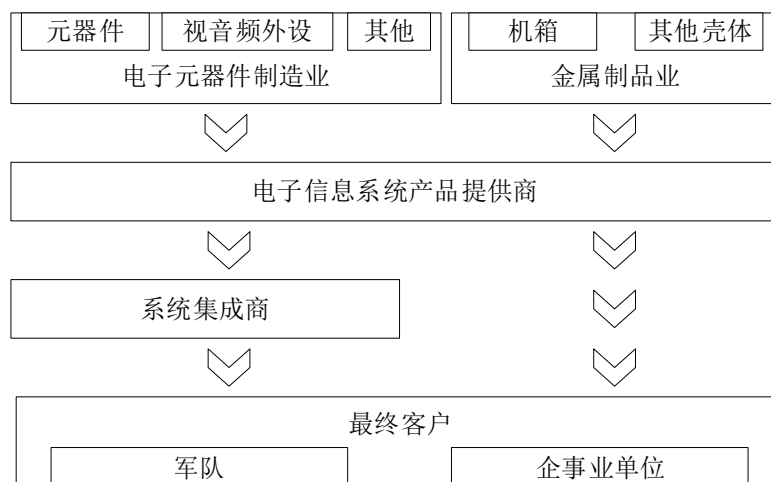 元器件 视音频外设 其他 机箱 其他壳体
电子元器件制造业 金属制品业
电子信息系统产品提供商
系统集成商
最终客户
军队 企事业单位